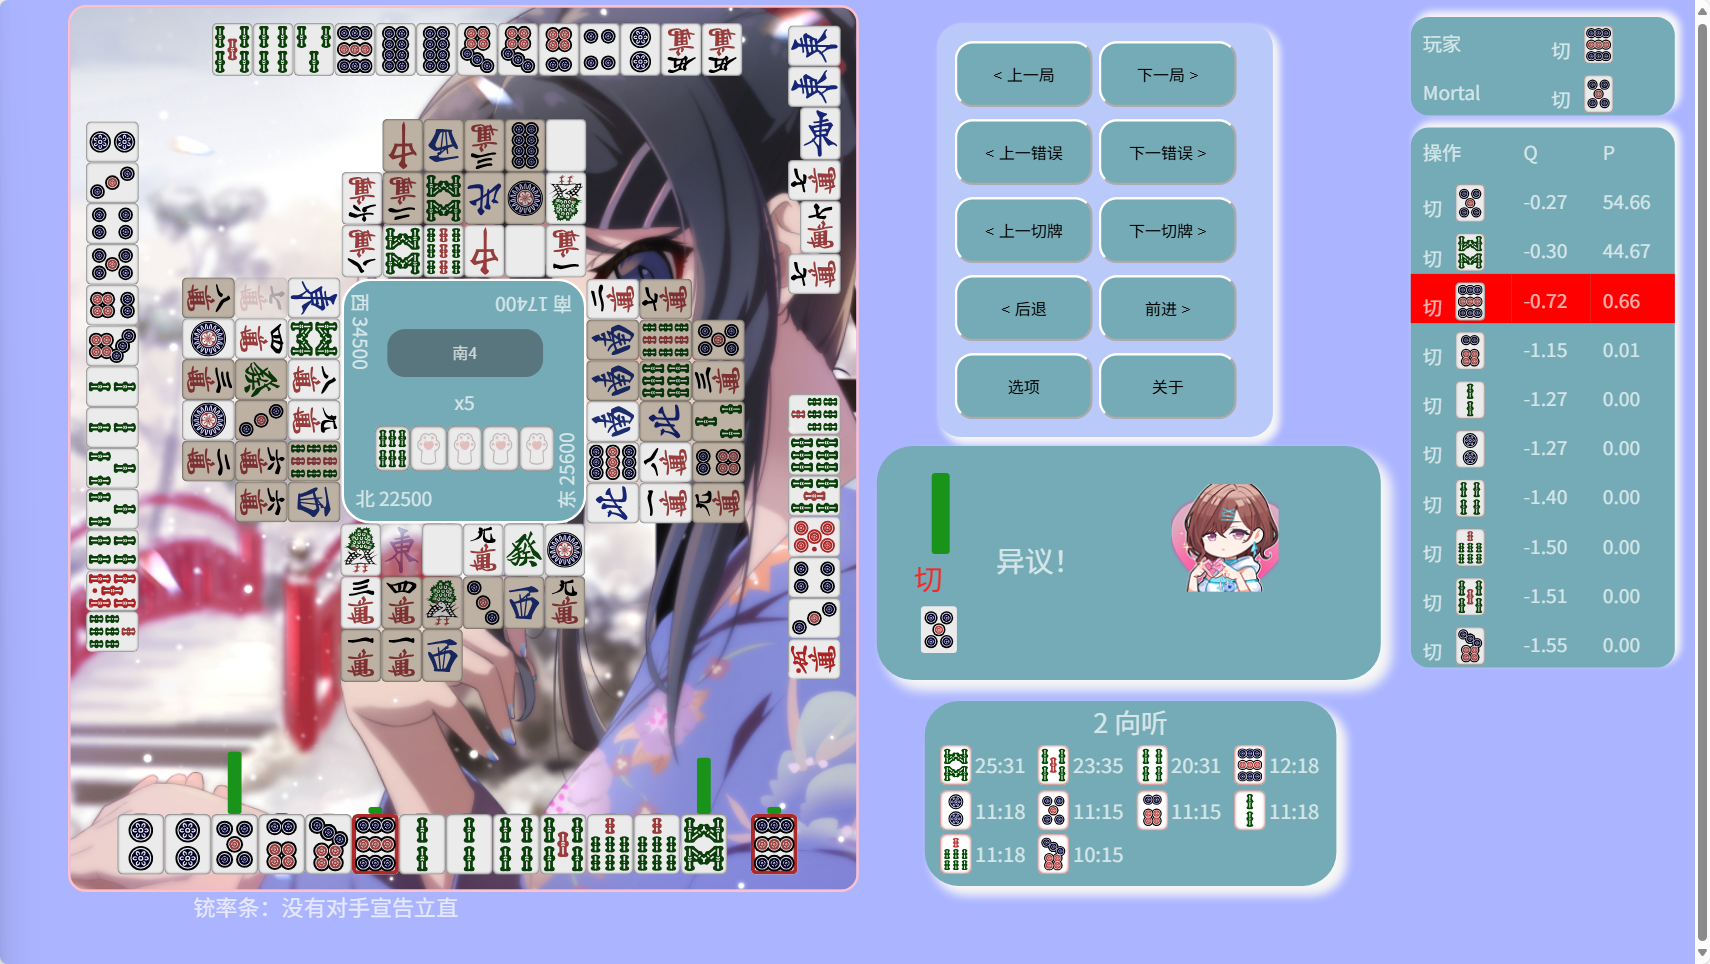 < 上一局
下一局 >
< 上一错误
下一错误 >
< 上一切牌
下一切牌 >
< 后退
前进 >
选项
关于
玩家
切
Mortal
切
操作 Q P
切 -0.27 54.66
切 -0.30 44.67
切 -0.72 0.66
切 -1.15 0.01
切 -1.27 0.00
切 -1.27 0.00
切 -1.40 0.00
切 -1.50 0.00
切 -1.51 0.00
切 -1.55 0.00
南 17400
西 34500
南4
x5
东 25600
北 22500
切
异议!
2 向听
25:31 23:35 20:31 12:18
11:18 11:15 11:15 11:18
11:18 10:15
铳率条：没有对手宣告立直